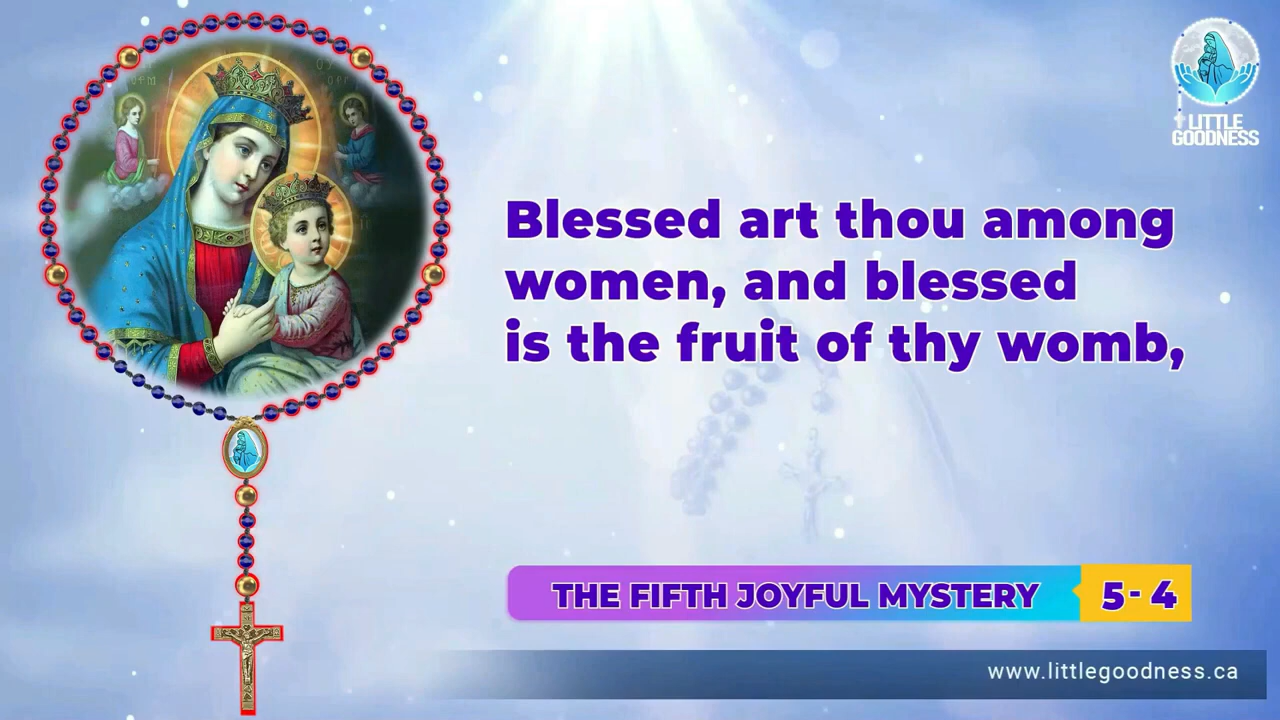 LITTLE
GOODNESS
Blessed art thou among
women, and blessed
is the fruit of thy womb,
THE FIFTH JOYFUL MYSTERY 5 - 4
www.littlegoodness.ca